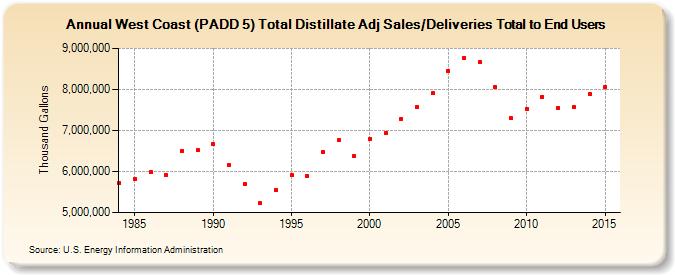 Annual West Coast (PADD 5) Total Distillate Adj Sales/Deliveries Total to End Users
Thousand Gallons
9,000,000
8,000,000
7,000,000
6,000,000
5,000,000
1985 1990 1995 2000 2005 2010 2015
Source: U.S. Energy Information Administration